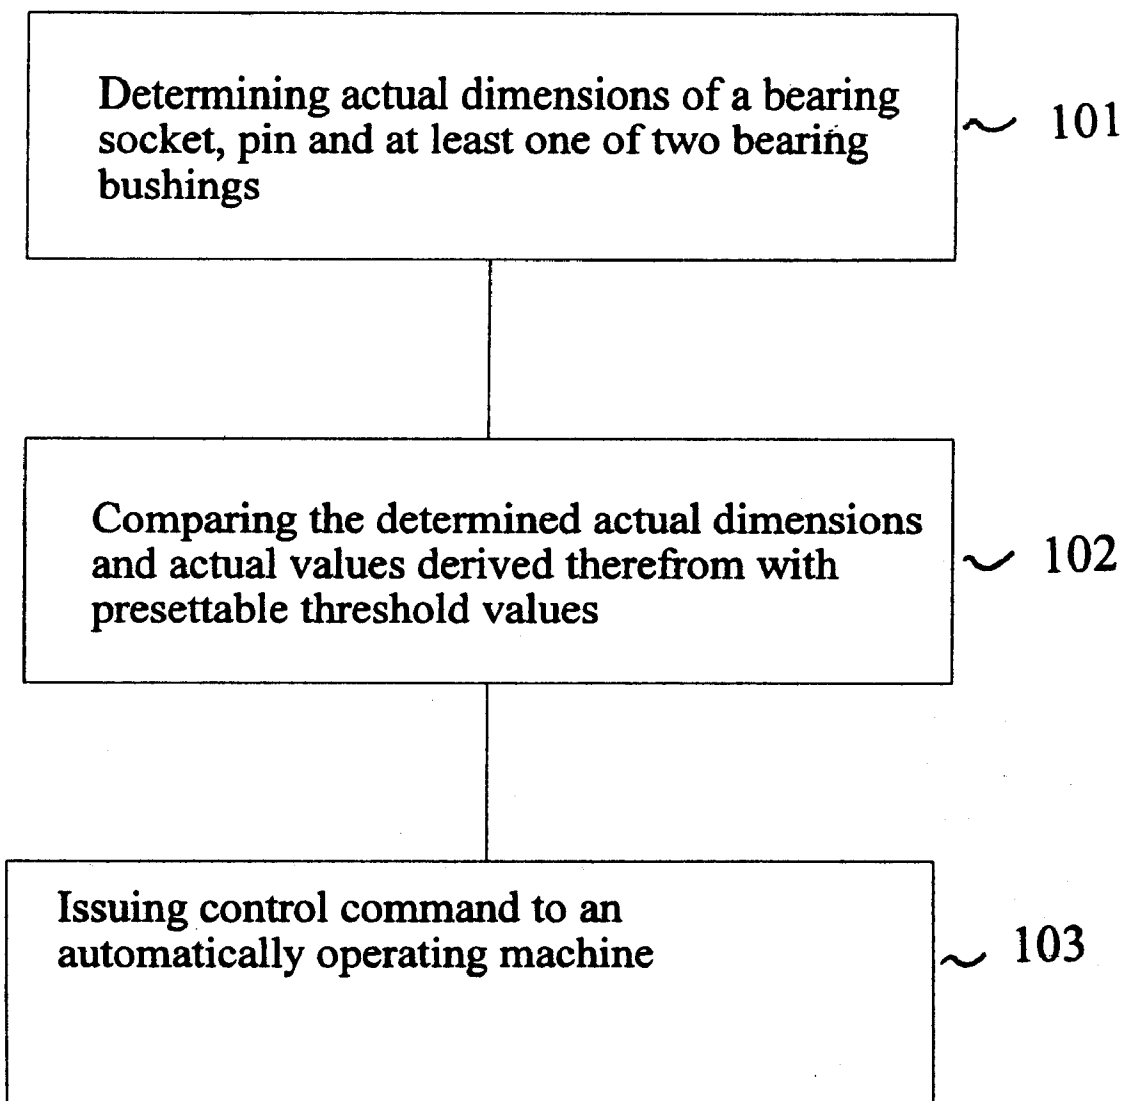 Determining actual dimensions of a bearing
socket, pin and at least one of two bearing
bushings
101
Comparing the determined actual dimensions
and actual values derived therefrom with
presettable threshold values
102
Issuing control command to an
automatically operating machine
103